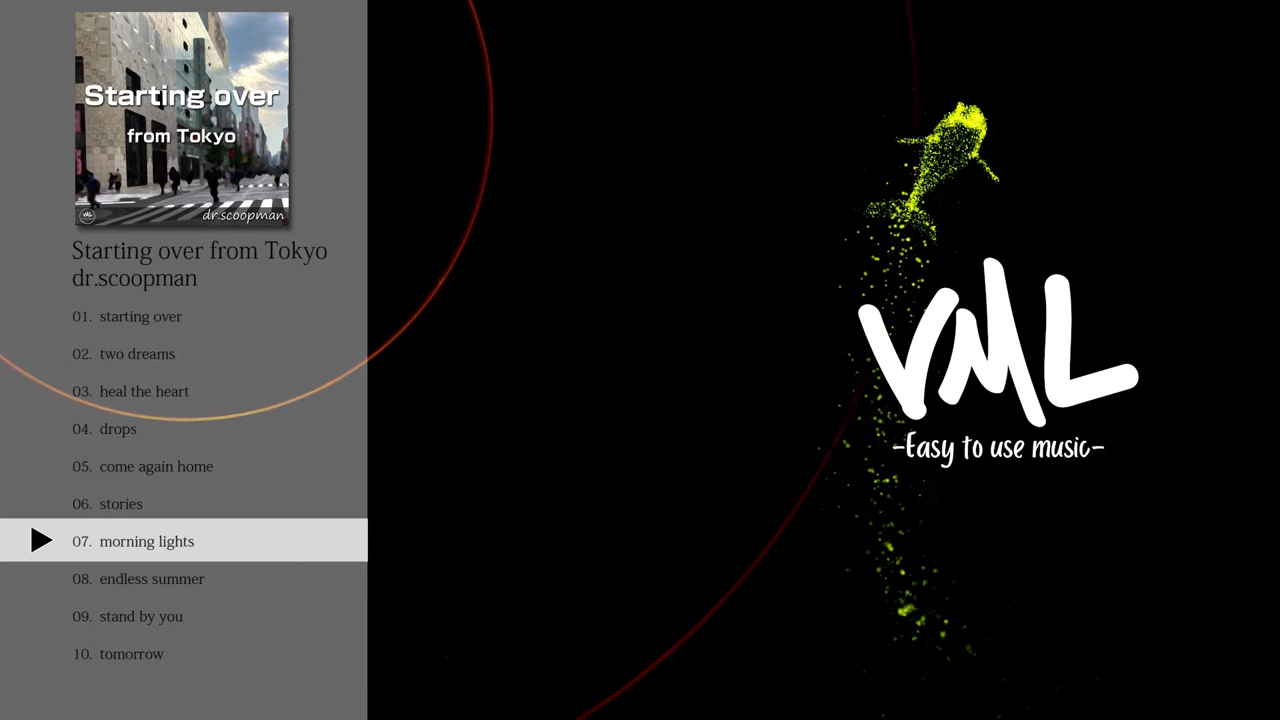 Starting over
from Tokyo
VML
dr.scoopman
Starting over from Tokyo
dr.scoopman
01. starting over
02. two dreams
03. heal the heart
04. drops
05. come again home
06. stories
07. morning lights
08. endless summer
09. stand by you
10. tomorrow
VML
-Easy to use music-